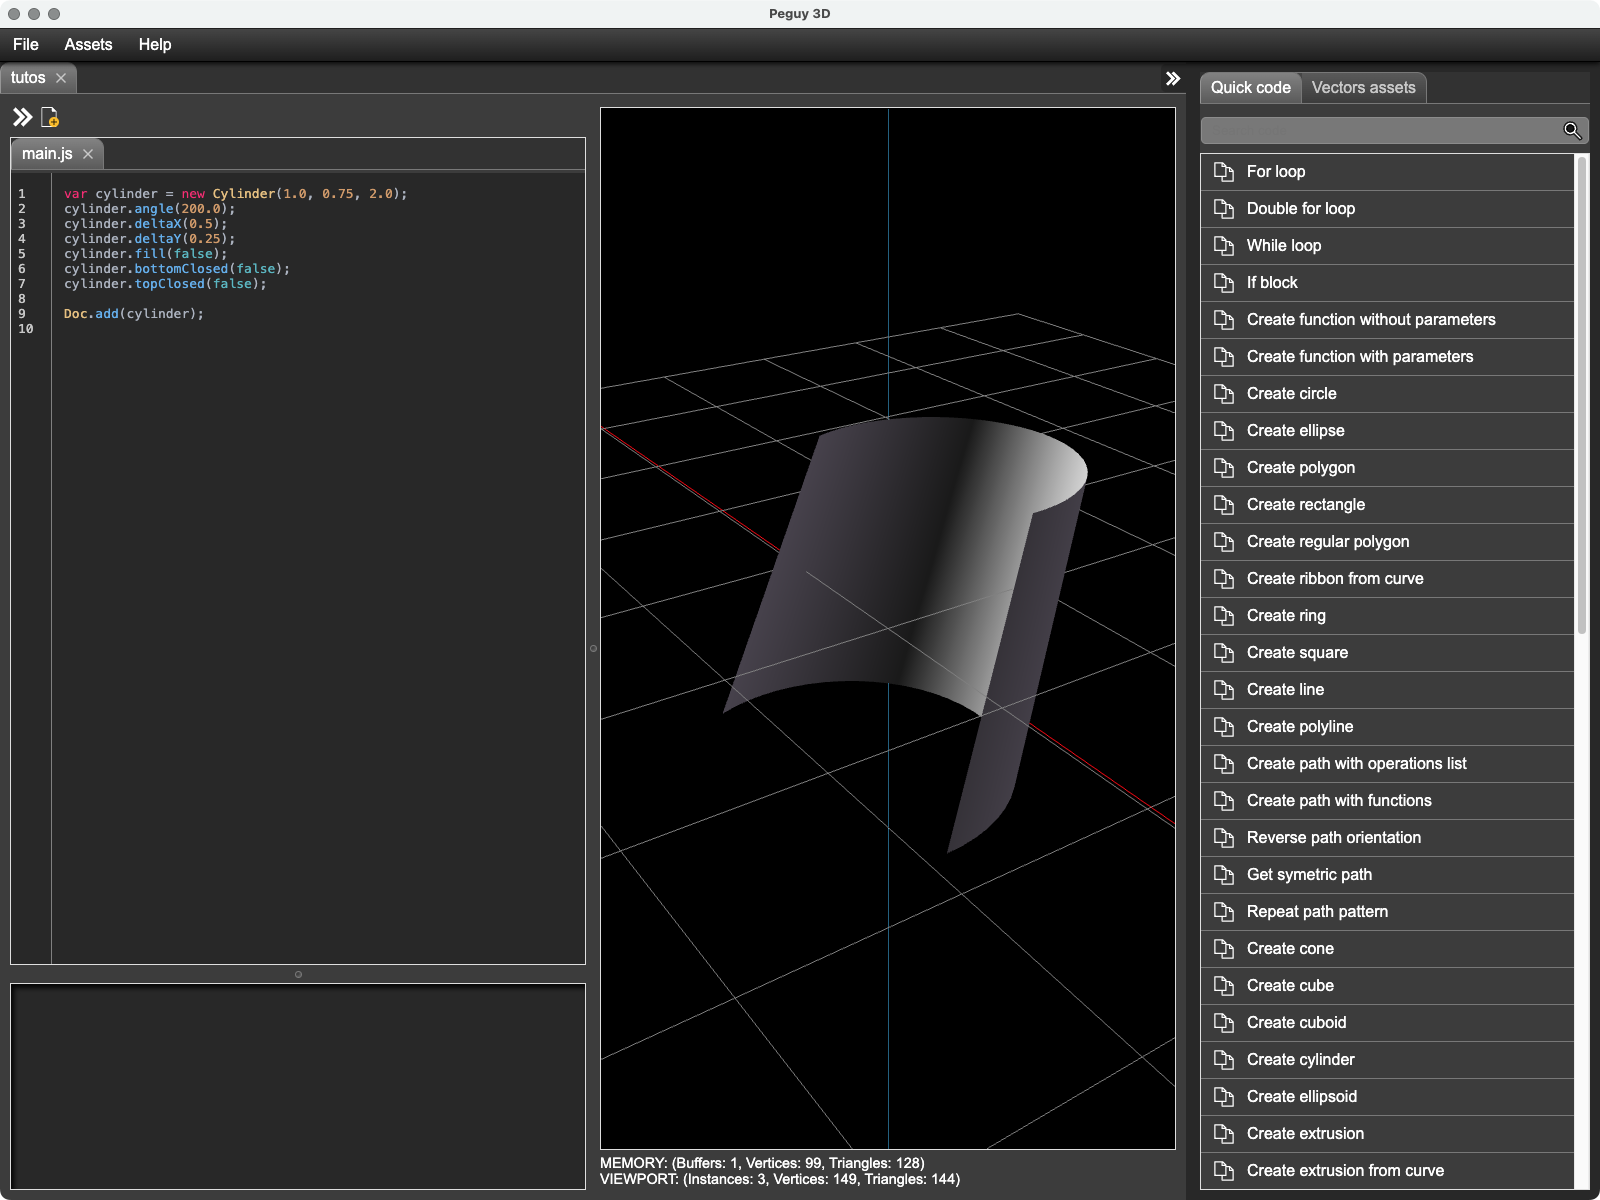 Peguy 3D
File Assets Help
tutos
main.js
1 var cylinder = new Cylinder(1.0, 0.75, 2.0);
2 cylinder.angle(200.0);
3 cylinder.deltaX(0.5);
4 cylinder.deltaY(0.25);
5 cylinder.fill(false);
6 cylinder.bottomClosed(false);
7 cylinder.topClosed(false);
8
9 Doc.add(cylinder);
10
MEMORY: (Buffers: 1, Vertices: 99, Triangles: 128)
VIEWPORT: (Instances: 3, Vertices: 149, Triangles: 144)
Quick code Vectors assets
For loop
Double for loop
While loop
If block
Create function without parameters
Create function with parameters
Create circle
Create ellipse
Create polygon
Create rectangle
Create regular polygon
Create ribbon from curve
Create ring
Create square
Create line
Create polyline
Create path with operations list
Create path with functions
Reverse path orientation
Get symetric path
Repeat path pattern
Create cone
Create cube
Create cuboid
Create cylinder
Create ellipsoid
Create extrusion
Create extrusion from curve